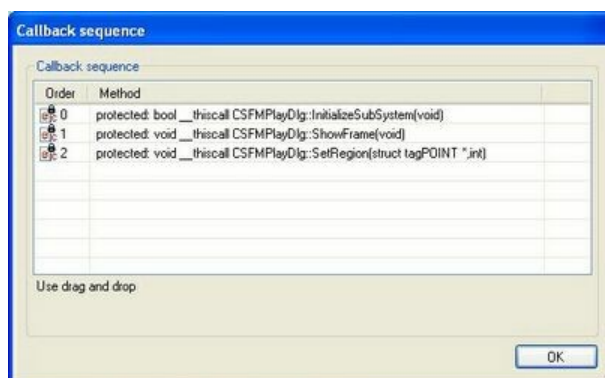 Callback sequence
Callback sequence
Order Method
0 protected: bool __thiscall CSFMPlayDlg::InitializeSubSystem(void)
1 protected: void __thiscall CSFMPlayDlg::ShowFrame(void)
2 protected: void __thiscall CSFMPlayDlg::SetRegion(struct tagPOINT *,int)
Use drag and drop
OK